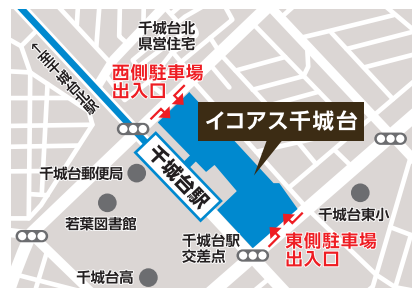 千城台北
県営住宅
↑至千城台北駅
西側駐車場
出入口
イコアス千城台
千城台駅
千城台郵便局
若葉図書館
千城台東小
千城台駅
交差点
東側駐車場
出入口
千城台高